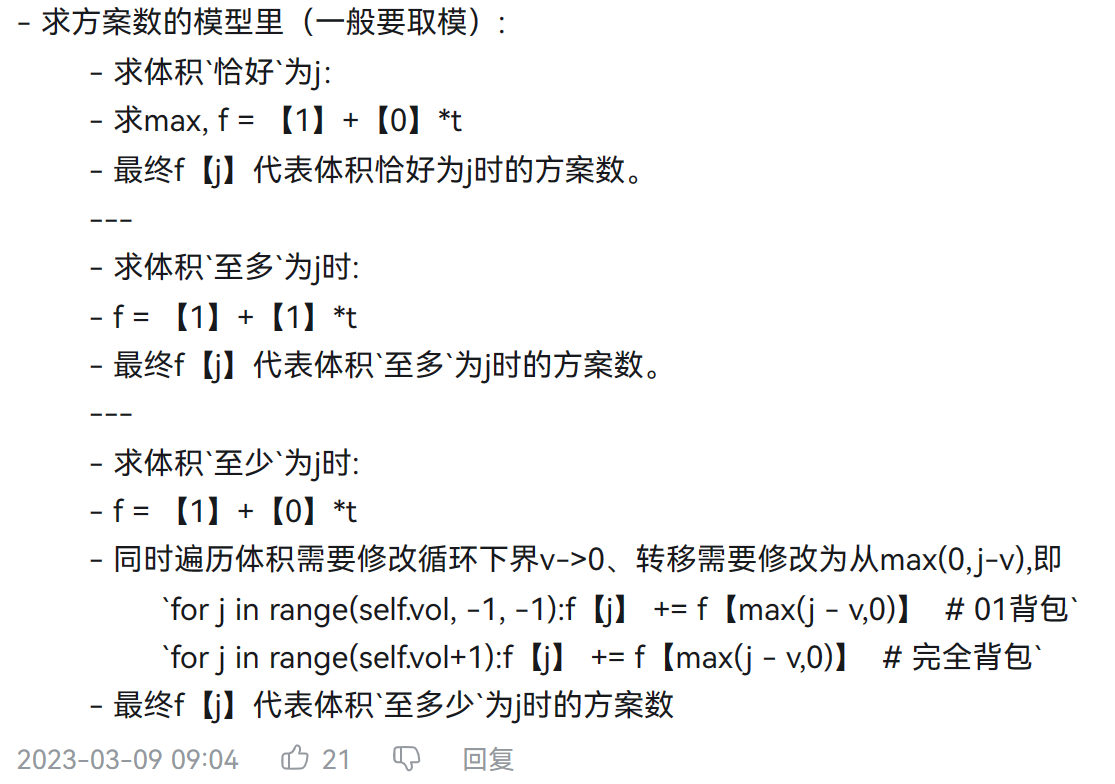 - 求方案数的模型里（一般要取模）:
- 求体积`恰好`为j:
- 求max, f = 【1】+【0】*t
- 最终f【j】代表体积恰好为j时的方案数。
---
- 求体积`至多`为j时:
- f = 【1】+【1】*t
- 最终f【j】代表体积`至多`为j时的方案数。
---
- 求体积`至少`为j时:
- f = 【1】+【0】*t
- 同时遍历体积需要修改循环下界v->0、转移需要修改为从max(0,j-v),即
`for j in range(self.vol, -1, -1):f【j】 += f【max(j - v,0)】 # 01背包`
`for j in range(self.vol+1):f【j】 += f【max(j - v,0)】 # 完全背包`
- 最终f【j】代表体积`至多少`为j时的方案数
2023-03-09 09:04 21 回复